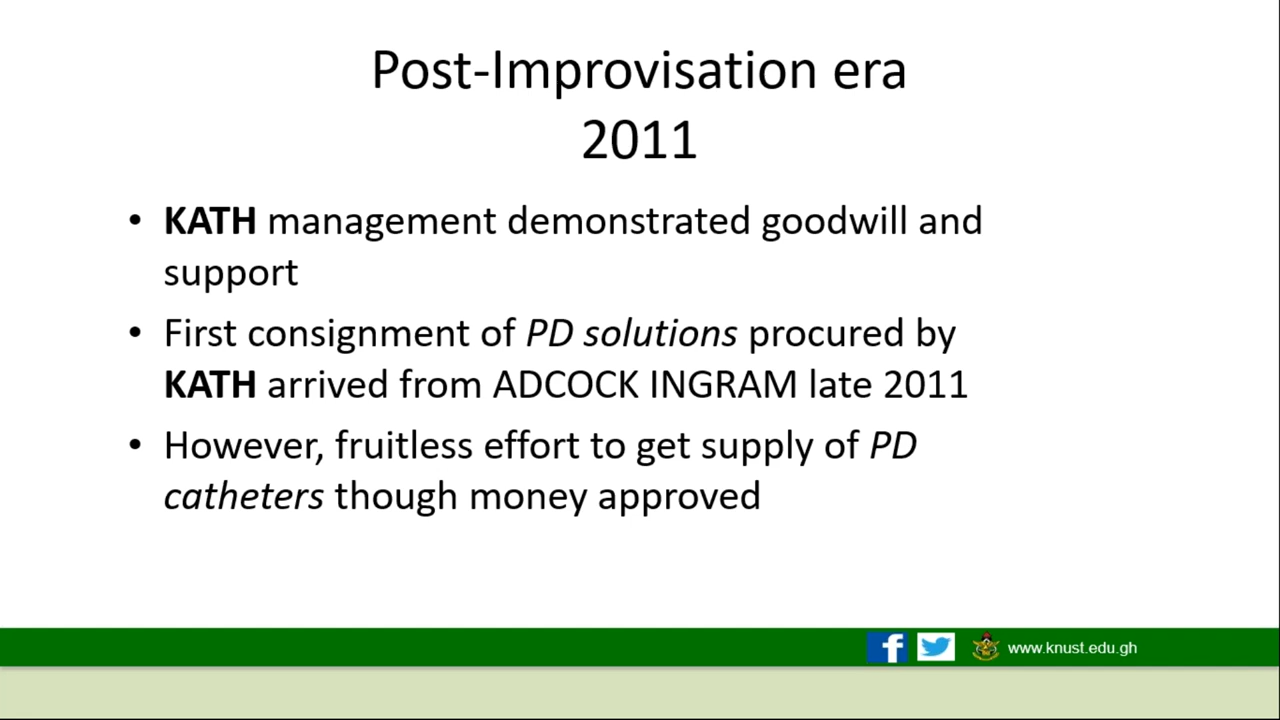 Post-Improvisation era
2011
• KATH management demonstrated goodwill and
support
• First consignment of PD solutions procured by
KATH arrived from ADCOCK INGRAM late 2011
• However, fruitless effort to get supply of PD
catheters though money approved
www.knust.edu.gh